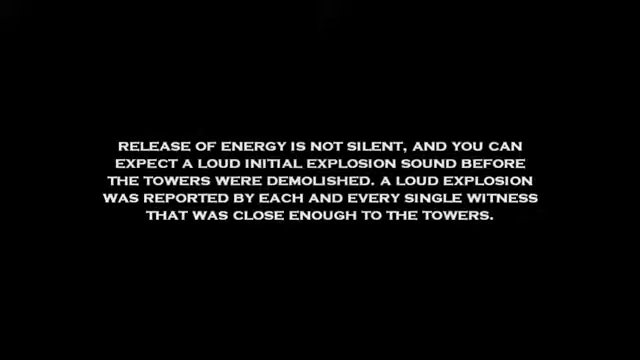 RELEASE OF ENERGY IS NOT SILENT, AND YOU CAN
EXPECT A LOUD INITIAL EXPLOSION SOUND BEFORE
THE TOWERS WERE DEMOLISHED. A LOUD EXPLOSION
WAS REPORTED BY EACH AND EVERY SINGLE WITNESS
THAT WAS CLOSE ENOUGH TO THE TOWERS.